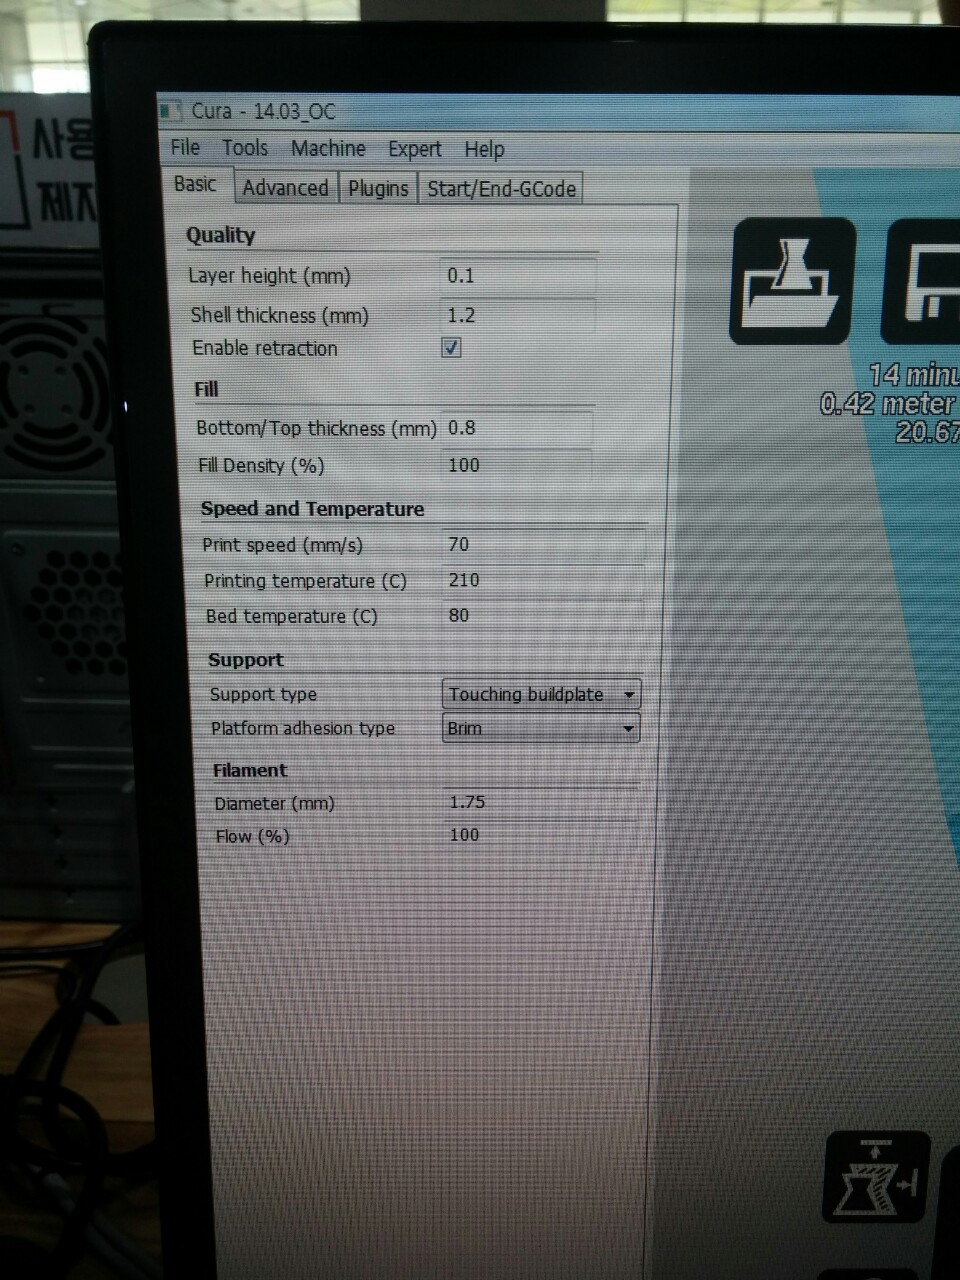 사용
제지
Cura - 14.03_OC
File Tools Machine Expert Help
Basic Advanced Plugins Start/End-GCode
Quality
Layer height (mm) 0.1
Shell thickness (mm) 1.2
Enable retraction
Fill
Bottom/Top thickness (mm) 0.8
Fill Density (%) 100
Speed and Temperature
Print speed (mm/s) 70
Printing temperature (C) 210
Bed temperature (C) 80
Support
Support type Touching buildplate
Platform adhesion type Brim
Filament
Diameter (mm) 1.75
Flow (%) 100
14 minu
0.42 meter
20.67